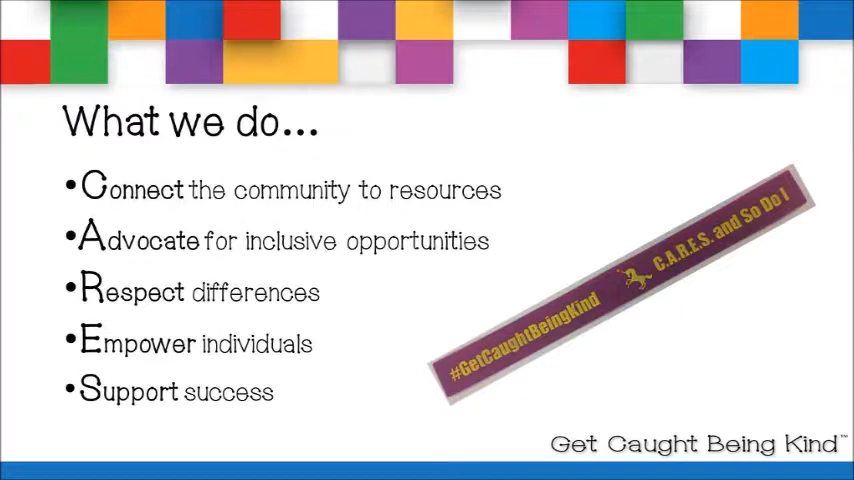 What we do...
•Connect the community to resources
•Advocate for inclusive opportunities
•Respect differences
•Empower individuals
•Support success
#GetCaughtBeingKind C.A.R.E.S. and So Do I
Get Caught Being Kind™